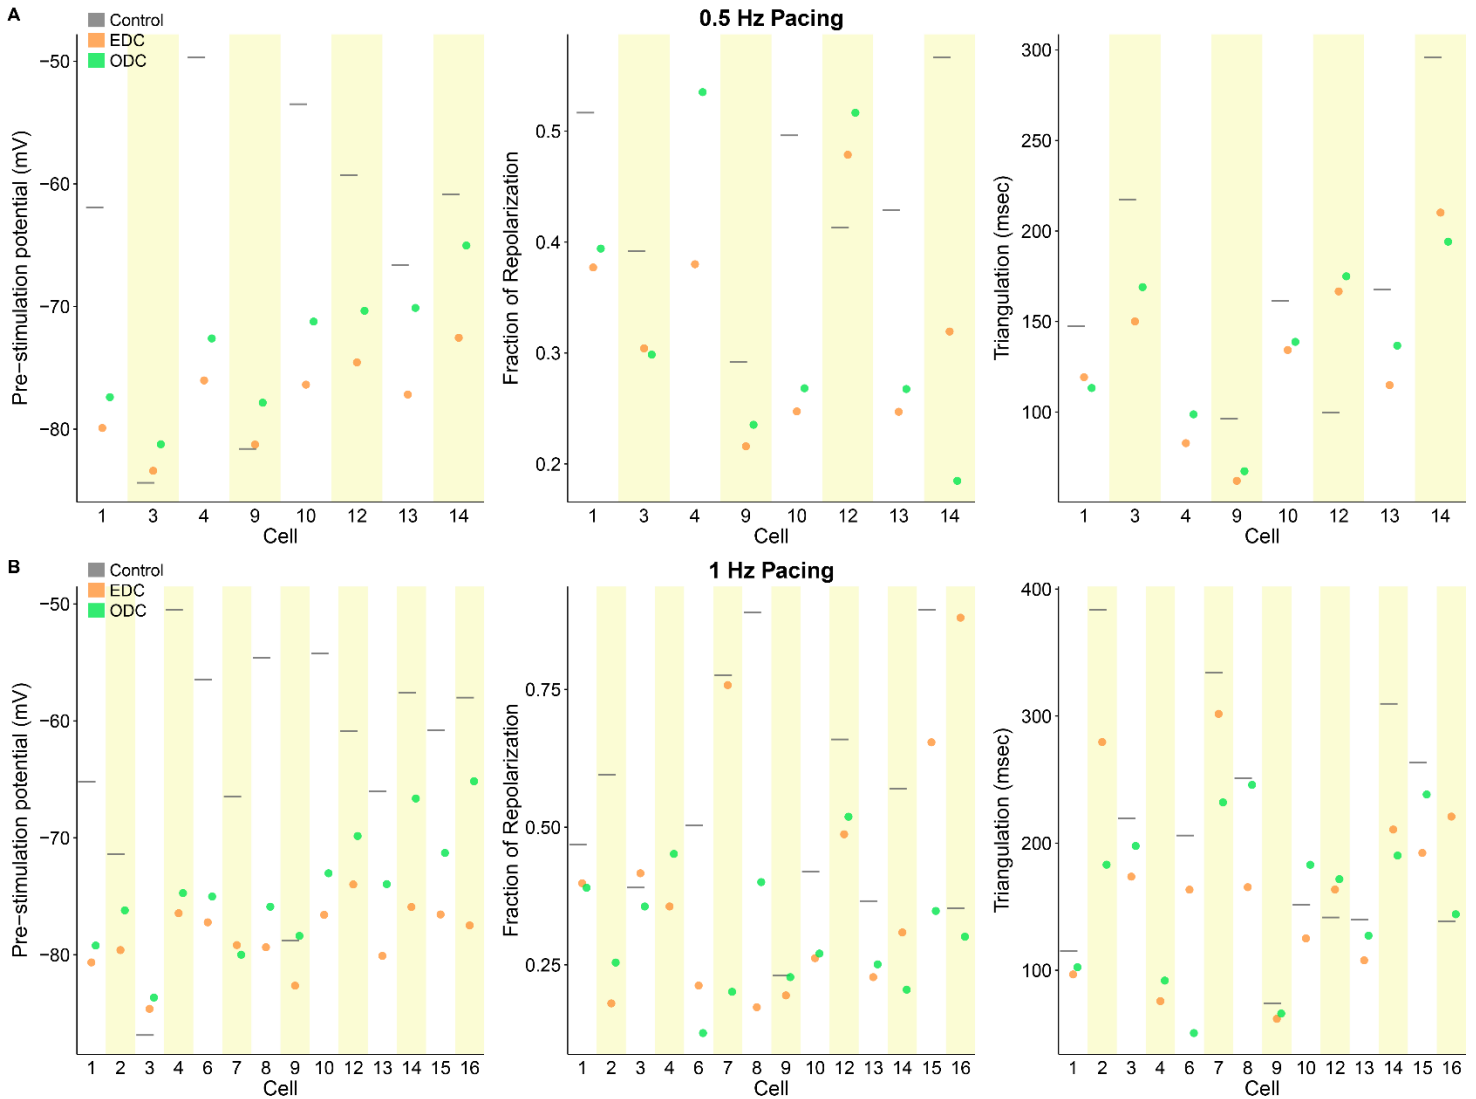 A
0.5 Hz Pacing
Control
EDC
ODC
Pre−stimulation potential (mV)
−50
−60
−70
−80
1 3 4 9 10 12 13 14
Cell
Fraction of Repolarization
0.5
0.4
0.3
0.2
1 3 4 9 10 12 13 14
Cell
Triangulation (msec)
300
250
200
150
100
1 3 4 9 10 12 13 14
Cell
B
1 Hz Pacing
Control
EDC
ODC
Pre−stimulation potential (mV)
−50
−60
−70
−80
1 2 3 4 6 7 8 9 10 12 13 14 15 16
Cell
Fraction of Repolarization
0.75
0.50
0.25
1 2 3 4 6 7 8 9 10 12 13 14 15 16
Cell
Triangulation (msec)
400
300
200
100
1 2 3 4 6 7 8 9 10 12 13 14 15 16
Cell